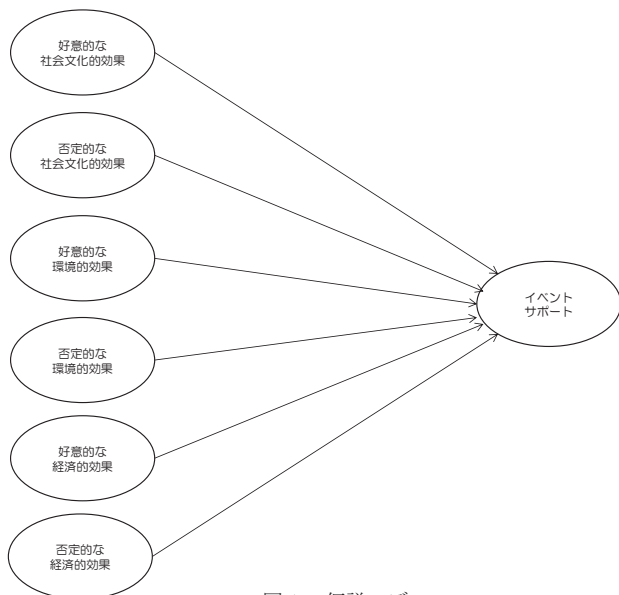 好意的な
社会文化的効果
否定的な
社会文化的効果
好意的な
環境的効果
否定的な
環境的効果
好意的な
経済的効果
否定的な
経済的効果
イベント
サポート